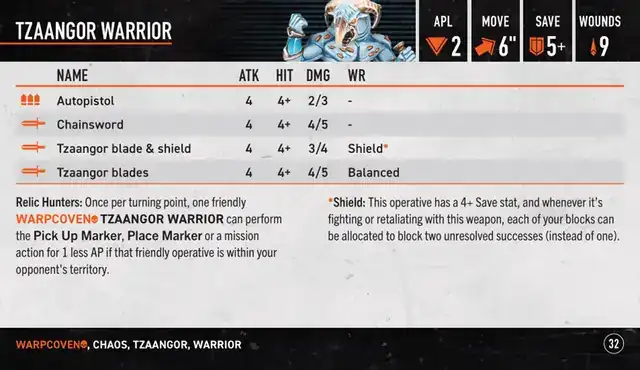 TZAANGOR WARRIOR
APL 2
MOVE 6"
SAVE 5+
WOUNDS 9
NAME ATK HIT DMG WR
Autopistol 4 4+ 2/3 -
Chainsword 4 4+ 4/5 -
Tzaangor blade & shield 4 4+ 3/4 Shield*
Tzaangor blades 4 4+ 4/5 Balanced
Relic Hunters: Once per turning point, one friendly
WARPCOVEN TZAANGOR WARRIOR can perform
the Pick Up Marker, Place Marker or a mission
action for 1 less AP if that friendly operative is within your
opponent's territory.
*Shield: This operative has a 4+ Save stat, and whenever it's
fighting or retaliating with this weapon, each of your blocks can
be allocated to block two unresolved successes (instead of one).
WARPCOVEN, CHAOS, TZAANGOR, WARRIOR
32